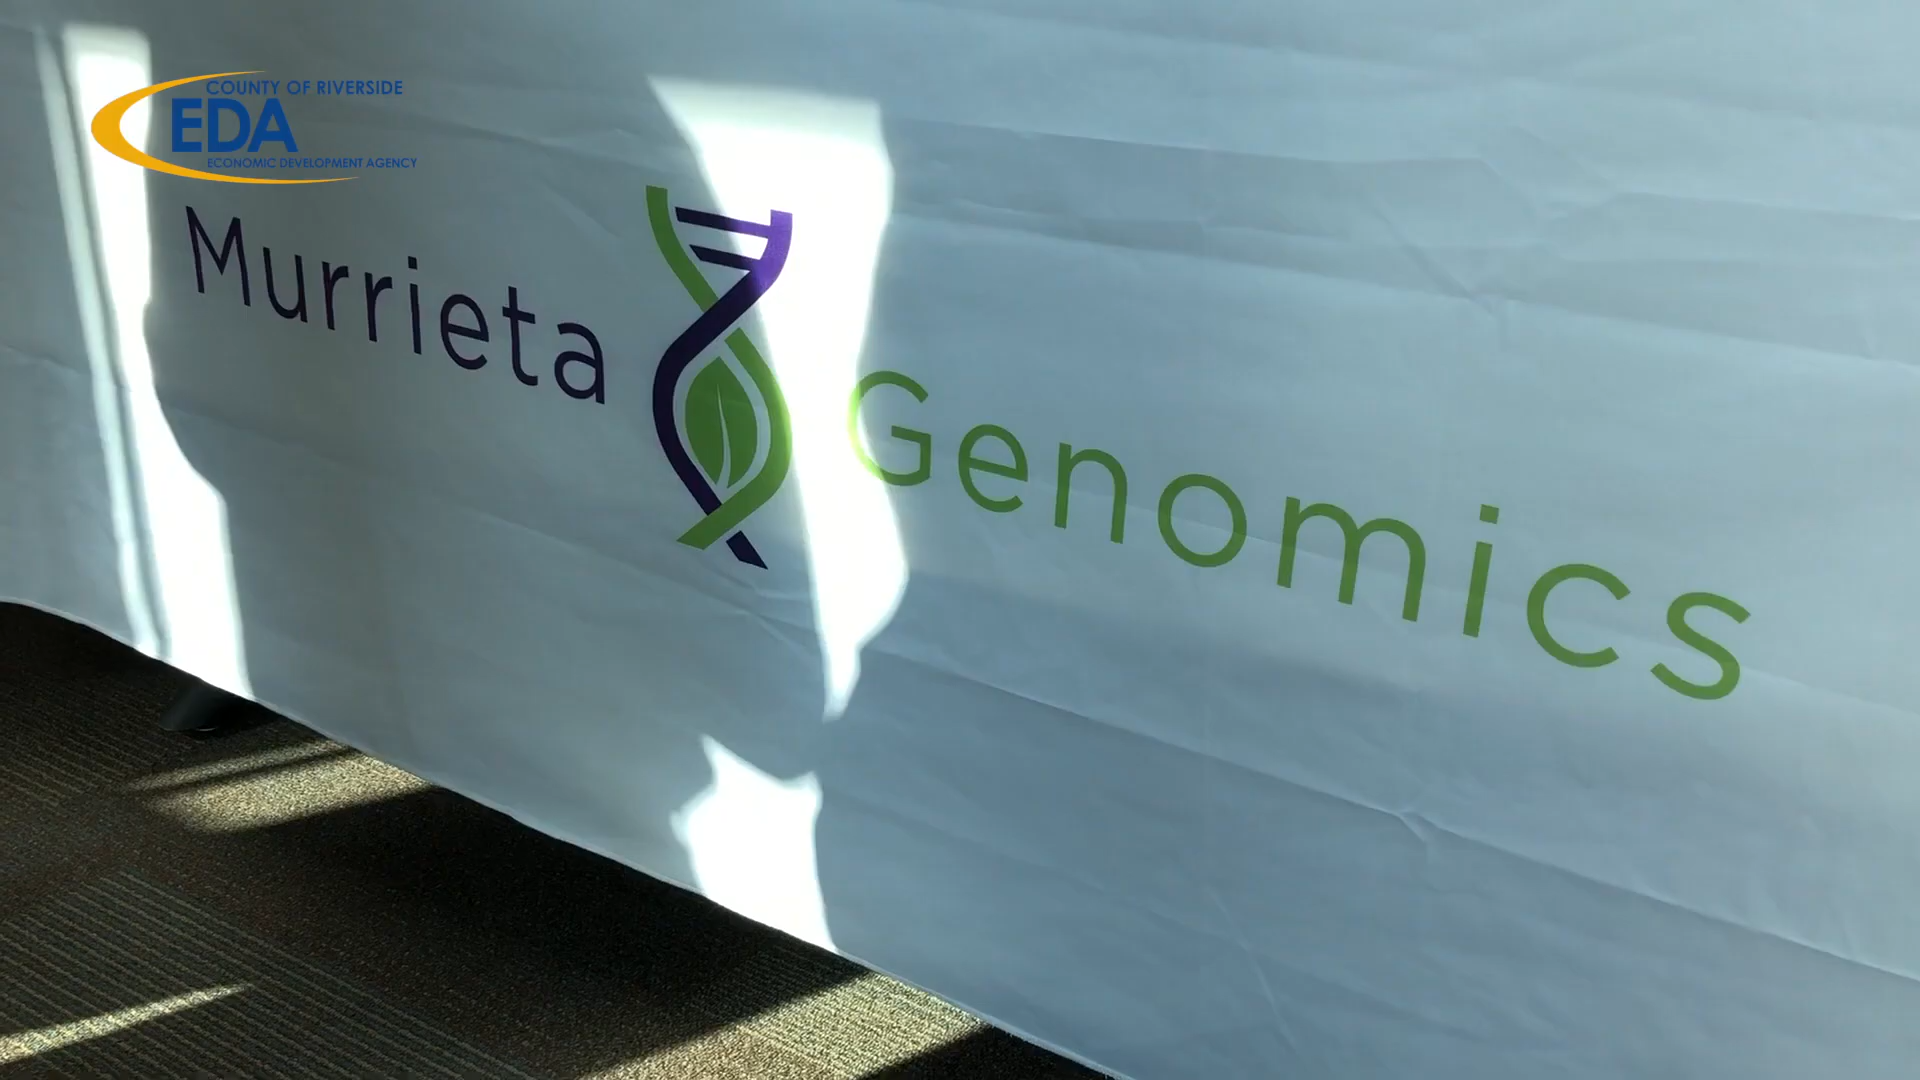 COUNTY OF RIVERSIDE
EDA
ECONOMIC DEVELOPMENT AGENCY
Murrieta Genomics